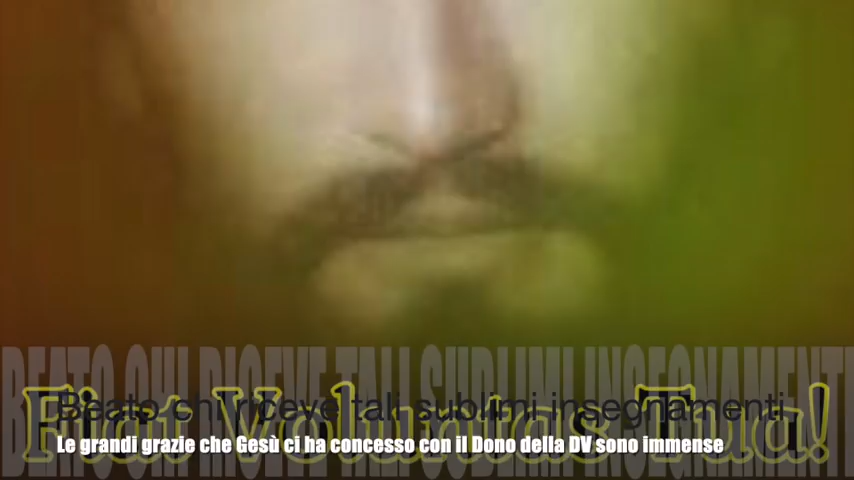 BEATO CHI RICEVE TALI SUBLIMI INSEGNAMENTI
Fiat Voluntas Tua!
Beato chi riceve tali sublimi insegnamenti
Le grandi grazie che Gesù ci ha concesso con il Dono della DV sono immense